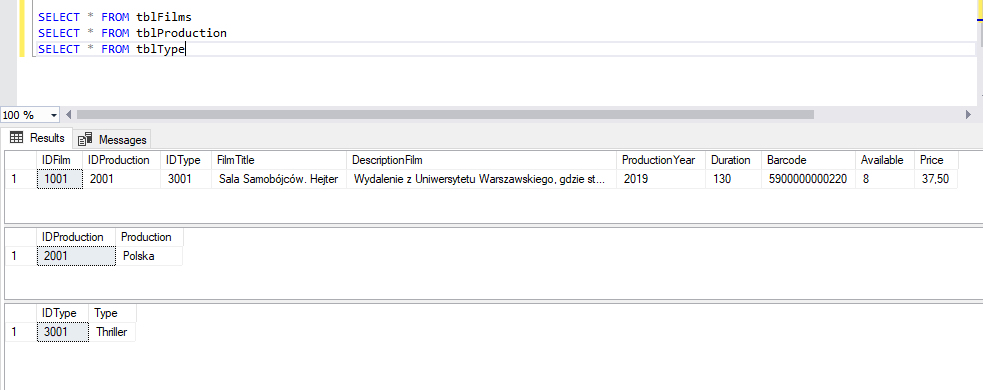 SELECT * FROM tblFilms
SELECT * FROM tblProduction
SELECT * FROM tblType
100 %
Results Messages
IDFilm IDProduction IDType FilmTitle DescriptionFilm ProductionYear Duration Barcode Available Price
1 1001 2001 3001 Sala Samobójców. Hejter Wydalenie z Uniwersytetu Warszawskiego, gdzie st... 2019 130 5900000000220 8 37,50
IDProduction Production
1 2001 Polska
IDType Type
1 3001 Thriller